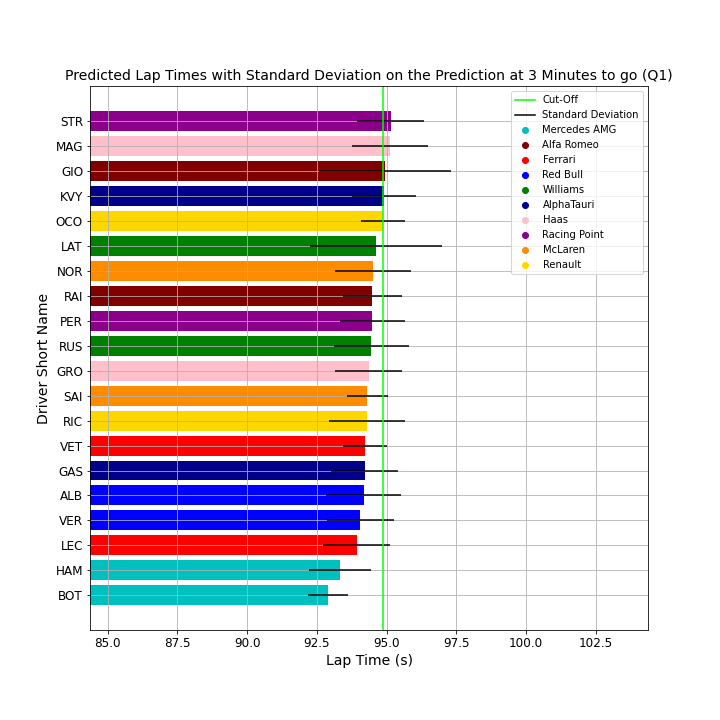 Predicted Lap Times with Standard Deviation on the Prediction at 3 Minutes to go (Q1)
Cut-Off
Standard Deviation
Mercedes AMG
Alfa Romeo
Ferrari
Red Bull
Williams
AlphaTauri
Haas
Racing Point
McLaren
Renault
Driver Short Name
STR
MAG
GIO
KVY
OCO
LAT
NOR
RAI
PER
RUS
GRO
SAI
RIC
VET
GAS
ALB
VER
LEC
HAM
BOT
85.0 87.5 90.0 92.5 95.0 97.5 100.0 102.5
Lap Time (s)